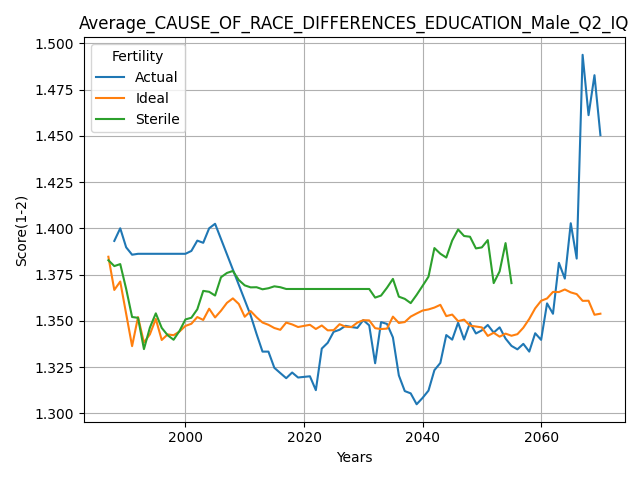 Average_CAUSE_OF_RACE_DIFFERENCES_EDUCATION_Male_Q2_IQ
Fertility
Actual
Ideal
Sterile
Score(1-2)
1.500
1.475
1.450
1.425
1.400
1.375
1.350
1.325
1.300
2000 2020 2040 2060
Years